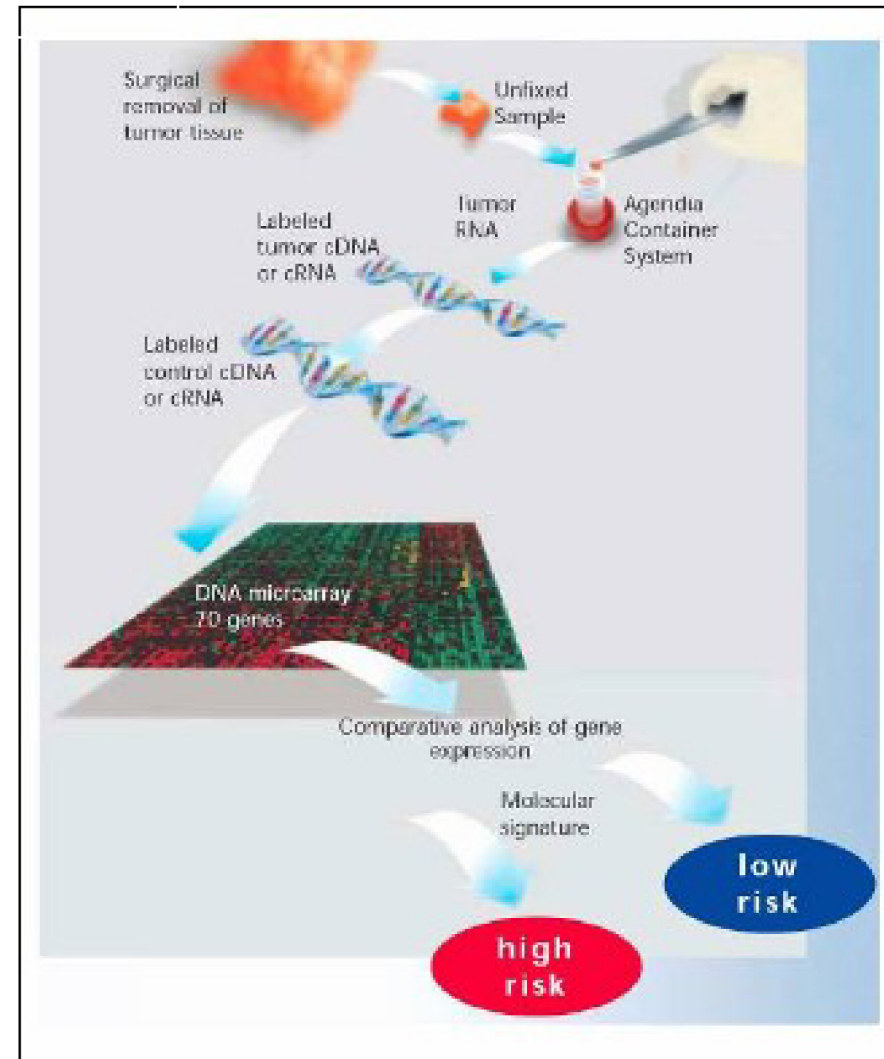 Surgical
removal of
tumor tissue
Unfixed
Sample
Tumor
RNA
Agendia
Container
System
Labeled
tumor cDNA
or cRNA
Labeled
control cDNA
or cRNA
DNA microarray
70 genes
Comparative analysis of gene
expression
Molecular
signature
low
risk
high
risk